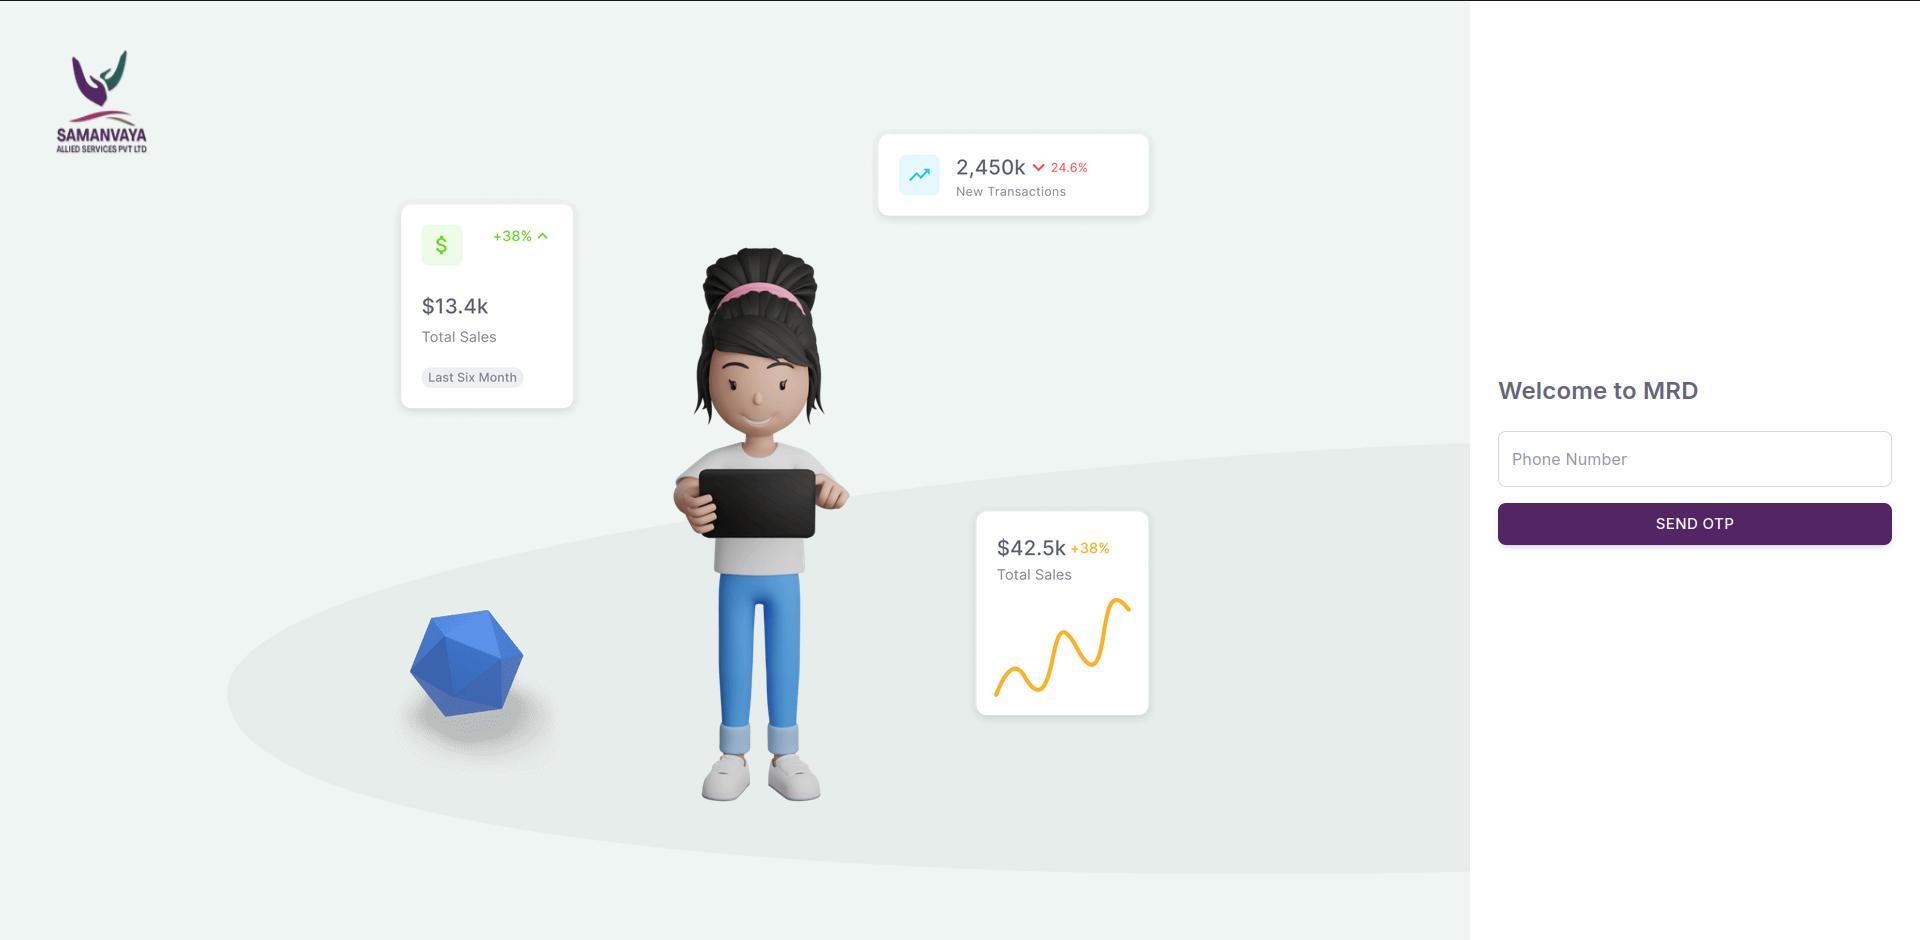 SAMANVAYA
ALLIED SERVICES PVT LTD
2,450k 24.6%
New Transactions
$ +38%
$13.4k
Total Sales
Last Six Month
$42.5k +38%
Total Sales
Welcome to MRD
Phone Number
SEND OTP